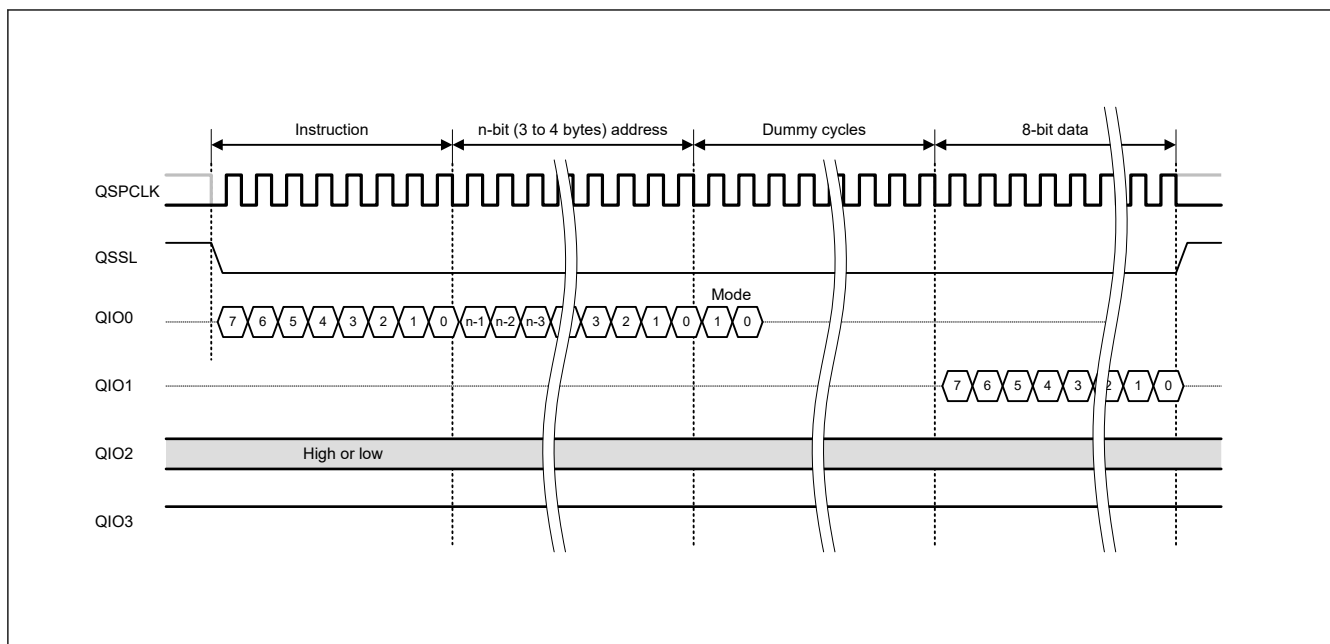 Instruction n-bit (3 to 4 bytes) address Dummy cycles 8-bit data
QSPCLK
QSSL
Mode
QIO0 7 6 5 4 3 2 1 0 n-1 n-2 n-3 3 2 1 0 1 0
QIO1 7 6 5 4 3 2 1 0
QIO2 High or low
QIO3